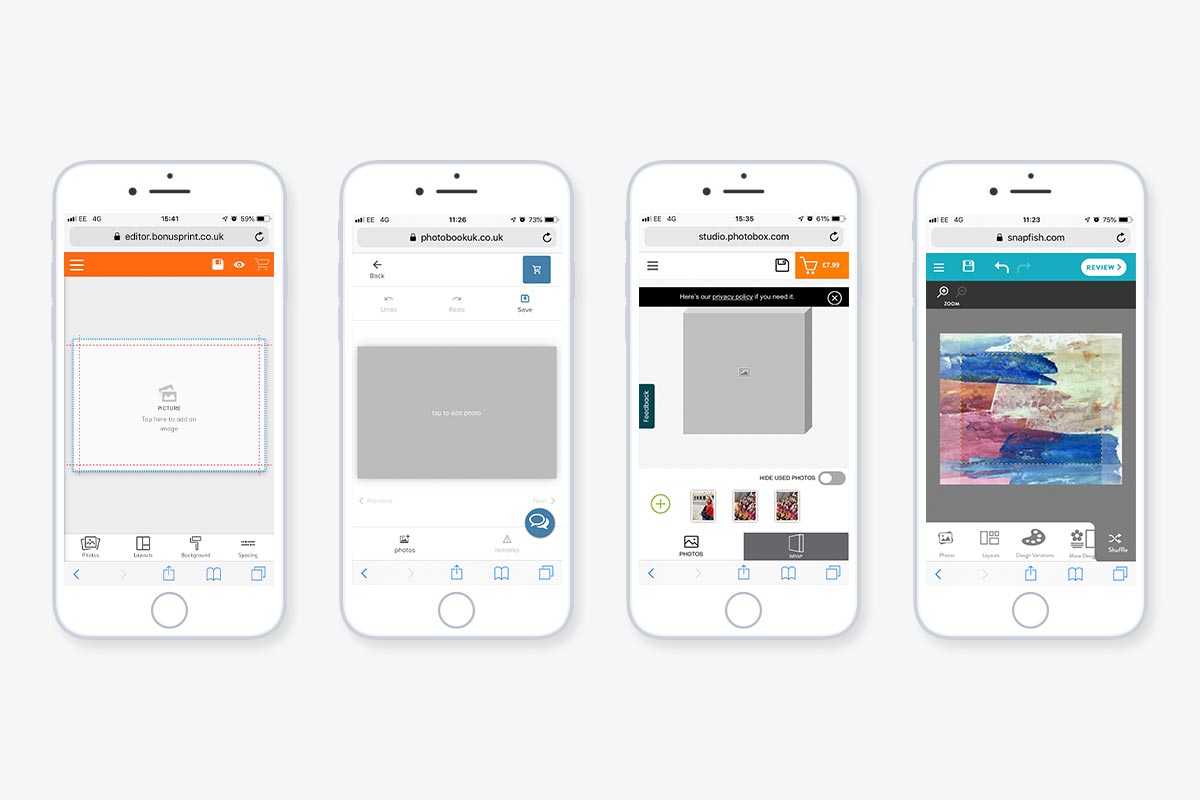 EE 4G 15:41 59%
editor.bonusprint.co.uk
PICTURE
Tap here to add an
image
Photos Layouts Background Spacing
EE 4G 11:26 73%
photobookuk.co.uk
Back
Undo Redo Save
tap to add photo
Previous Next
photos remarks
EE 4G 15:35 61%
studio.photobox.com
£7.99
Here's our privacy policy if you need it.
Feedback
HIDE USED PHOTOS
PHOTOS WRAP
EE 4G 11:23 75%
snapfish.com
REVIEW
ZOOM
Photos Layouts Design Variations More Desig
Shuffle